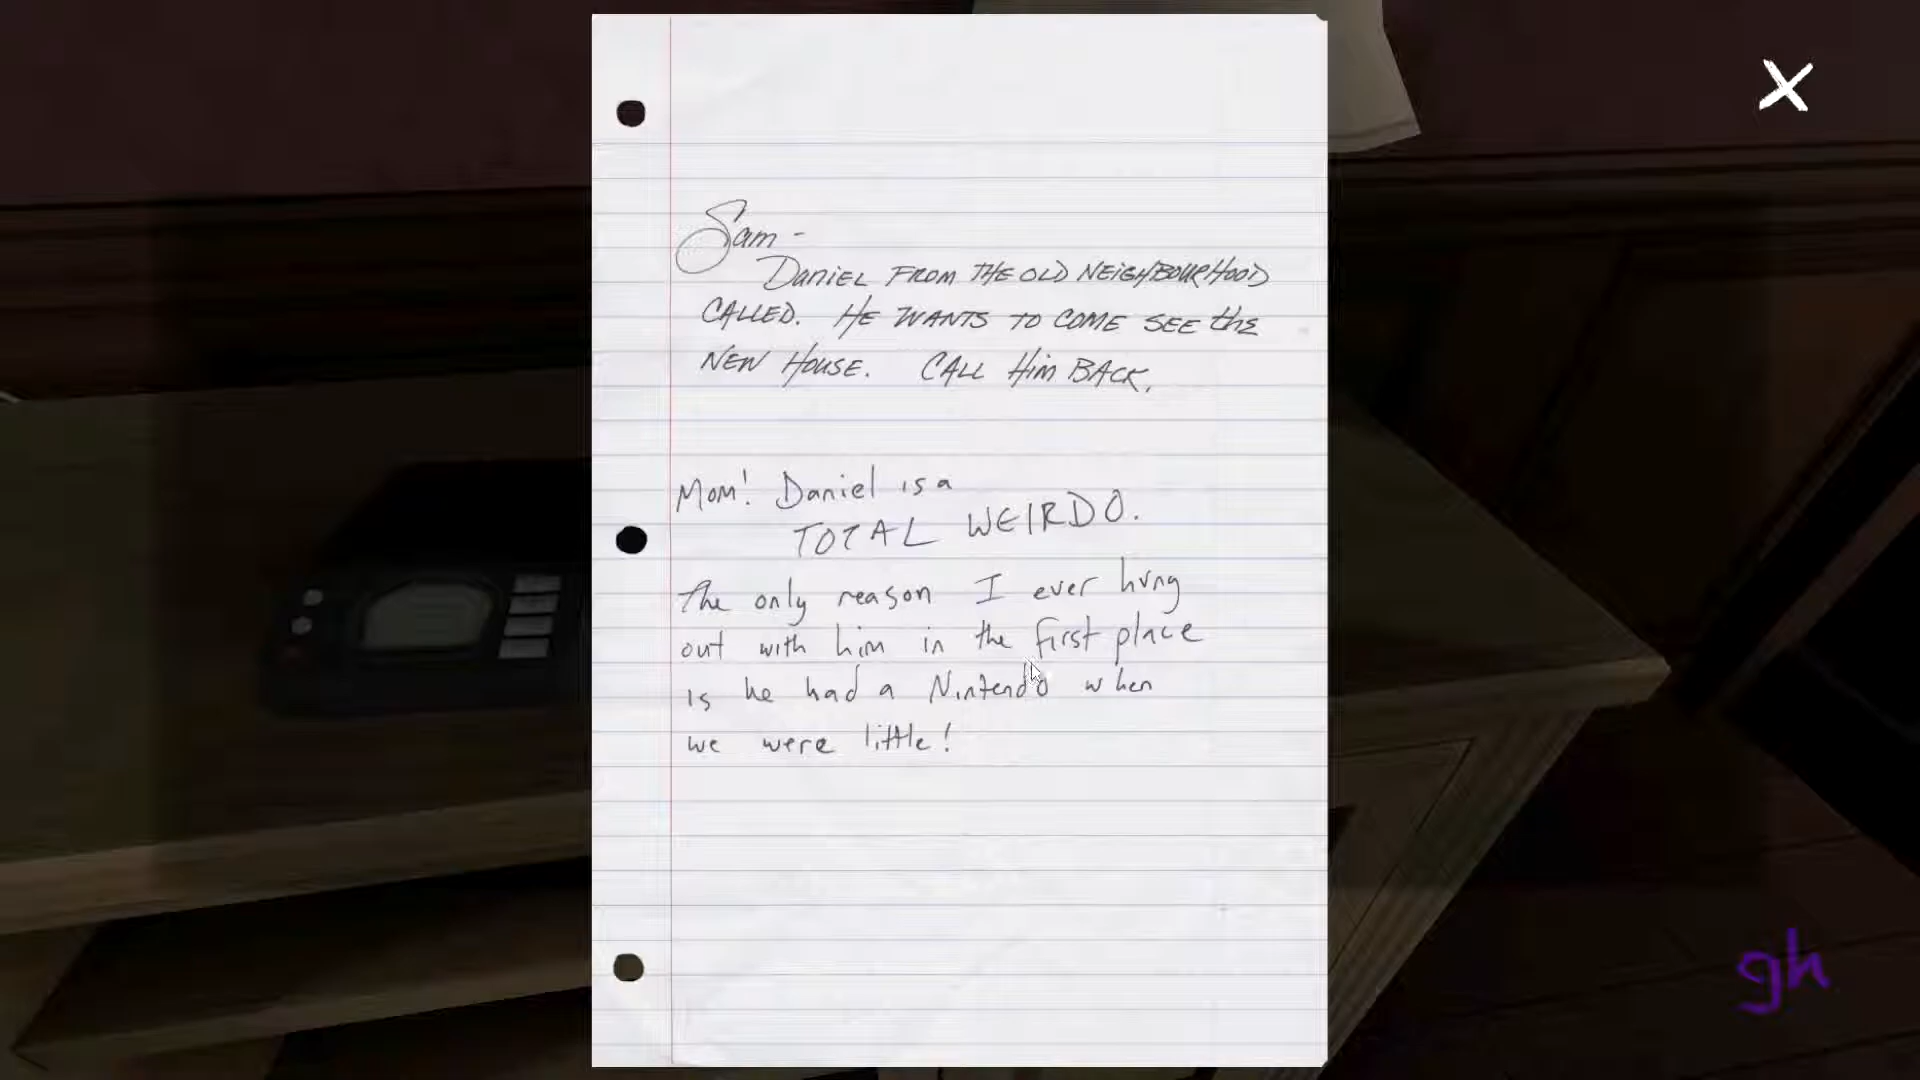 Sam -
Daniel FROM THE OLD NEIGHBOURHOOD
CALLED. HE WANTS TO COME SEE the
NEW HOUSE. CALL Him BACK.
Mom! Daniel is a
TOTAL WEIRDO.
The only reason I ever hung
out with him in the first place
is he had a Nintendo when
we were little!
gh